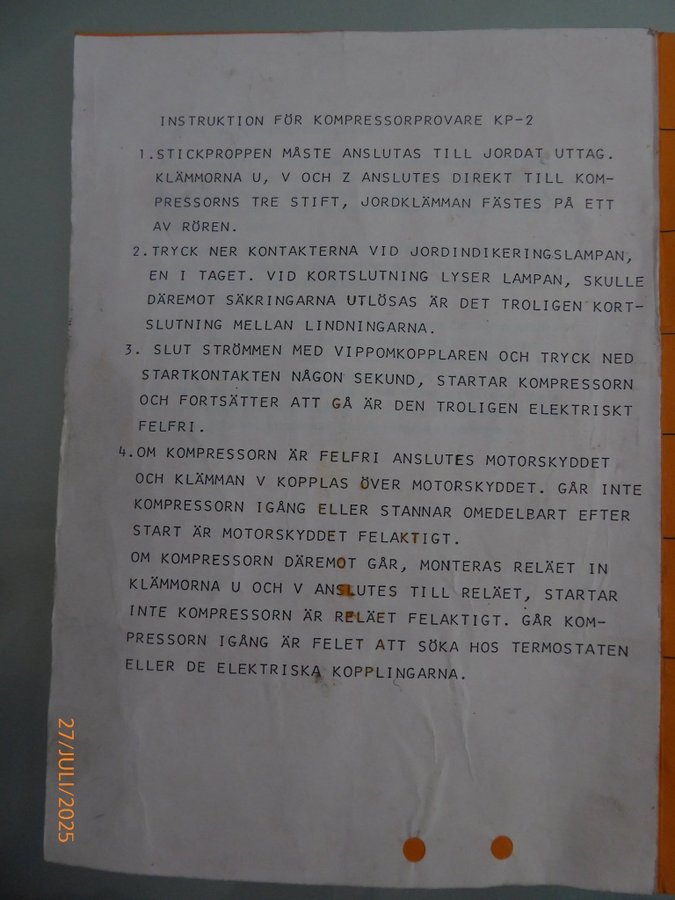 INSTRUKTION FÖR KOMPRESSORPROVARE KP-2
1.STICKPROPPEN MÅSTE ANSLUTAS TILL JORDAT UTTAG.
KLÄMMORNA U, V OCH Z ANSLUTES DIREKT TILL KOM-
PRESSORNS TRE STIFT, JORDKLÄMMAN FÄSTES PÅ ETT
AV RÖREN.
2.TRYCK NER KONTAKTERNA VID JORDINDIKERINGSLAMPAN,
EN I TAGET. VID KORTSLUTNING LYSER LAMPAN, SKULLE
DÄREMOT SÄKRINGARNA UTLÖSAS ÄR DET TROLIGEN KORT-
SLUTNING MELLAN LINDNINGARNA.
3. SLUT STRÖMMEN MED VIPPOMKOPPLAREN OCH TRYCK NED
STARTKONTAKTEN NÅGON SEKUND, STARTAR KOMPRESSORN
OCH FORTSÄTTER ATT GÅ ÄR DEN TROLIGEN ELEKTRISKT
FELFRI.
4.OM KOMPRESSORN ÄR FELFRI ANSLUTES MOTORSKYDDET
OCH KLÄMMAN V KOPPLAS ÖVER MOTORSKYDDET. GÅR INTE
KOMPRESSORN IGÅNG ELLER STANNAR OMEDELBART EFTER
START ÄR MOTORSKYDDET FELAKTIGT.
OM KOMPRESSORN DÄREMOT GÅR, MONTERAS RELÄET IN
KLÄMMORNA U OCH V ANSLUTES TILL RELÄET, STARTAR
INTE KOMPRESSORN ÄR RELÄET FELAKTIGT. GÅR KOM-
PRESSORN IGÅNG ÄR FELET ATT SÖKA HOS TERMOSTATEN
ELLER DE ELEKTRISKA KOPPLINGARNA.
27/JULI/2025